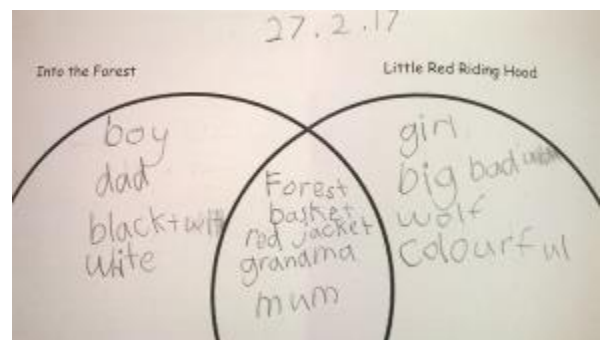 27.2.17
Into the Forest
Little Red Riding Hood
boy
dad
black+wit
wite
Forest
basket
red jacket
grandma
mum
girl
big bad
wolf
colourful